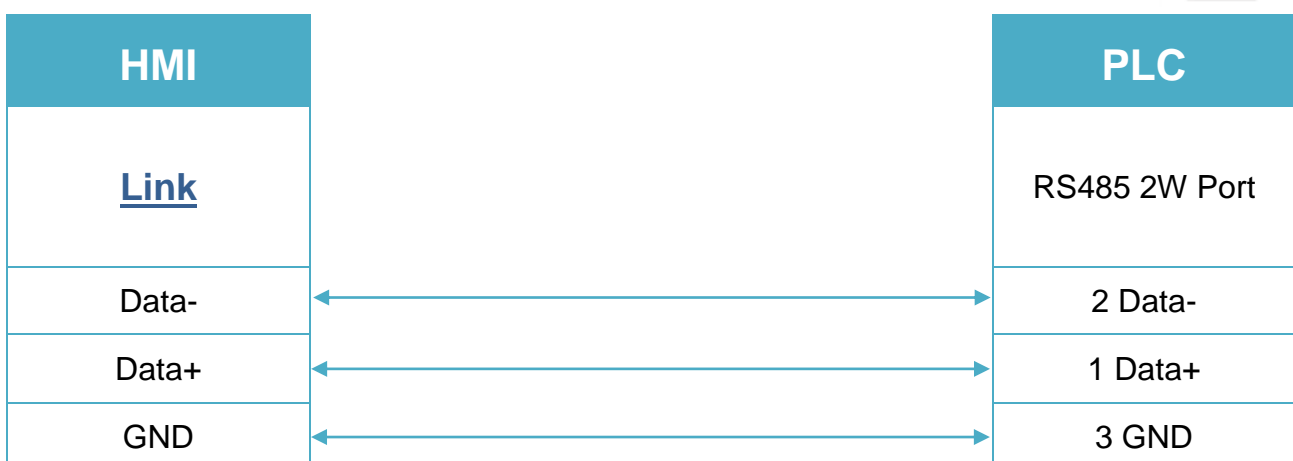 HMI PLC
Link RS485 2W Port
Data- 2 Data-
Data+ 1 Data+
GND 3 GND